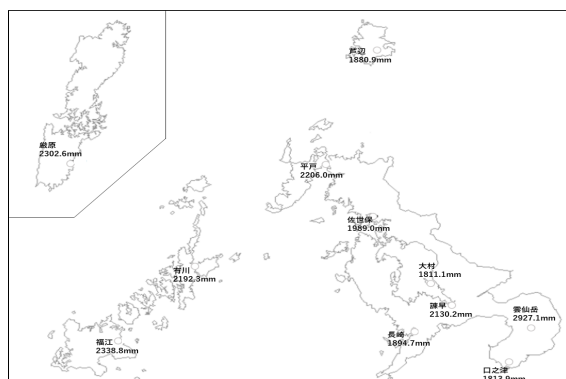 芦辺
1880.9mm
厳原
2302.6mm
平戸
2206.0mm
佐世保
1989.0mm
有川
2192.3mm
大村
1811.1mm
諫早
2130.2mm
雲仙岳
2927.1mm
長崎
1894.7mm
福江
2338.8mm
口之津
1813.9mm